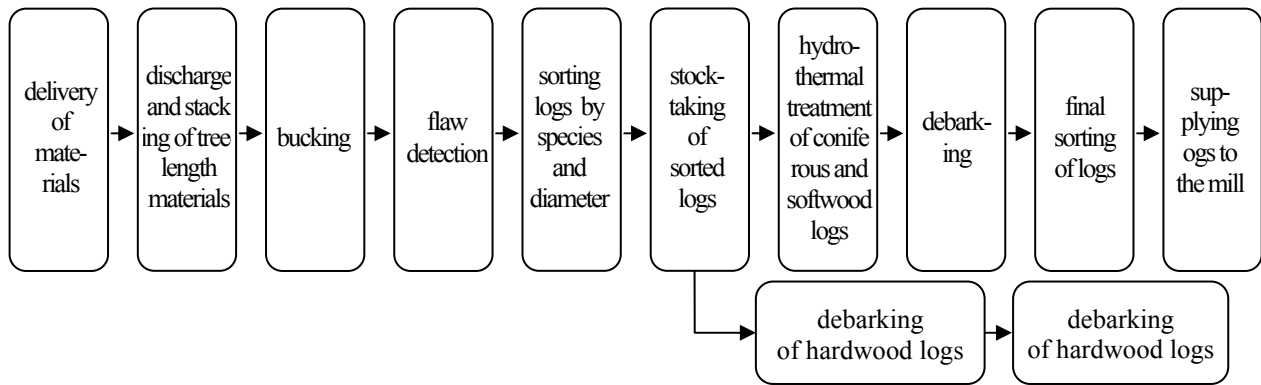 delivery
of
mate-
rials
discharge
and stack
ing of tree
length
materials
bucking
flaw
detection
sorting
logs by
species
and
diameter
stock-
taking
of
sorted
logs
hydro-
thermal
treatment
of conife
rous and
softwood
logs
debark-
ing
final
sorting
of logs
sup-
plying
ogs to
the mill
debarking
of hardwood logs
debarking
of hardwood logs